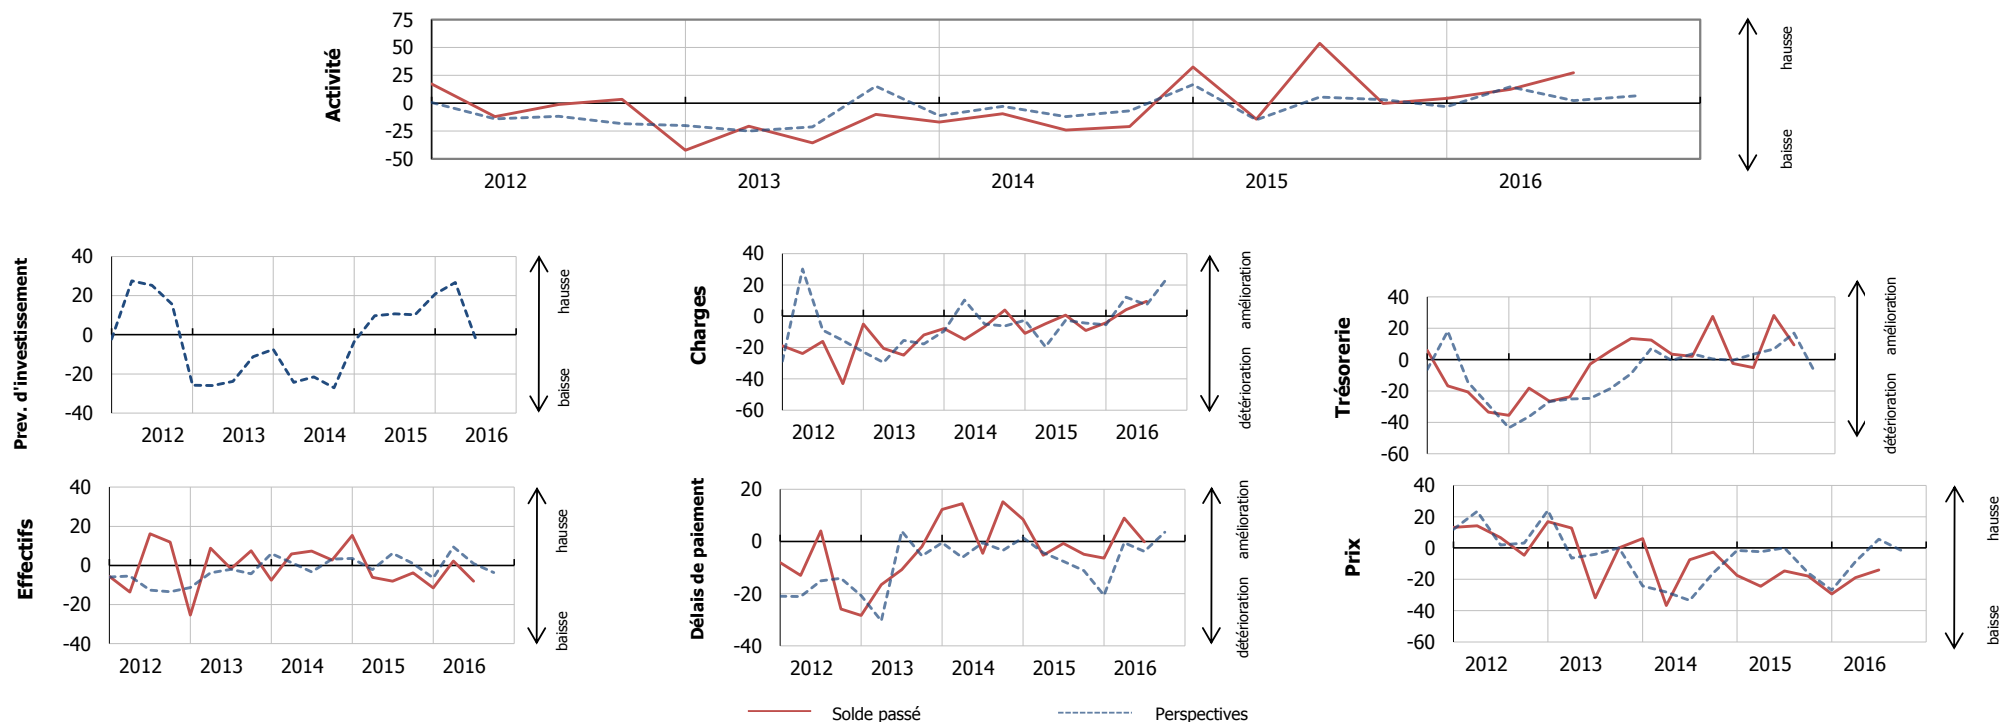 Activité
75
50
25
0
-25
-50
2012 2013 2014 2015 2016
hausse
baisse
Prev. d'investissement
40
20
0
-20
-40
2012 2013 2014 2015 2016
hausse
baisse
Charges
40
20
0
-20
-40
-60
2012 2013 2014 2015 2016
amélioration
détérioration
Trésorerie
40
20
0
-20
-40
-60
amélioration
détérioration
Effectifs
40
20
0
-20
-40
2012 2013 2014 2015 2016
hausse
baisse
Délais de paiement
20
0
-20
-40
2012 2013 2014 2015 2016
amélioration
détérioration
Prix
40
20
0
-20
-40
-60
2012 2013 2014 2015 2016
hausse
baisse
Solde passé
Perspectives